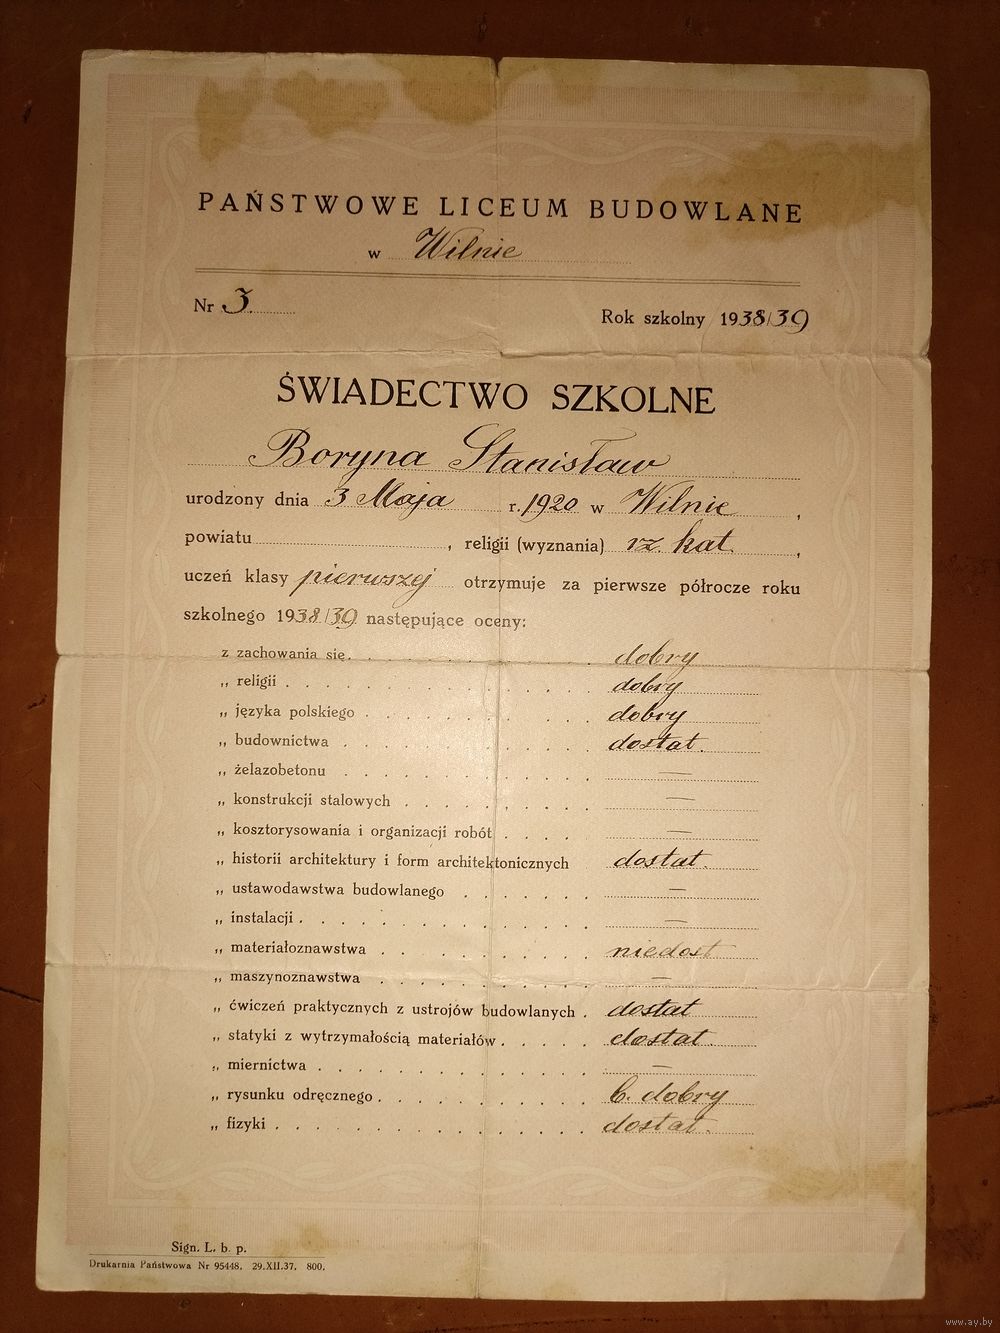 PAŃSTWOWE LICEUM BUDOWLANE
w Wilnie
Nr 3. Rok szkolny 1938/39
ŚWIADECTWO SZKOLNE
Boryna Stanisław
urodzony dnia 3 Maja r. 1920 w Wilnie,
powiatu, religji (wyznania) rz. kat.,
uczeń klasy pierwszej otrzymuje za pierwsze półrocze roku
szkolnego 1938/39 następujące oceny:
z zachowania się. dobry
„ religii dobry
„ języka polskiego dobry
„ budownictwa dostat.
„ żelazobetonu —
„ konstrukcji stalowych —
„ kosztorysowania i organizacji robót —
„ historii architektury i form architektonicznych dostat.
„ ustawodawstwa budowlanego —
„ instalacji —
„ materiałoznawstwa niedost
„ maszynoznawstwa —
„ ćwiczeń praktycznych z ustrojów budowlanych dostat
„ statyki z wytrzymałością materiałów dostat.
„ miernictwa —
„ rysunku odręcznego b. dobry
„ fizyki dostat.
Sign. L. b. p.
Drukarnia Państwowa Nr 95448. 29.XII.37. 800.
www.ay.by